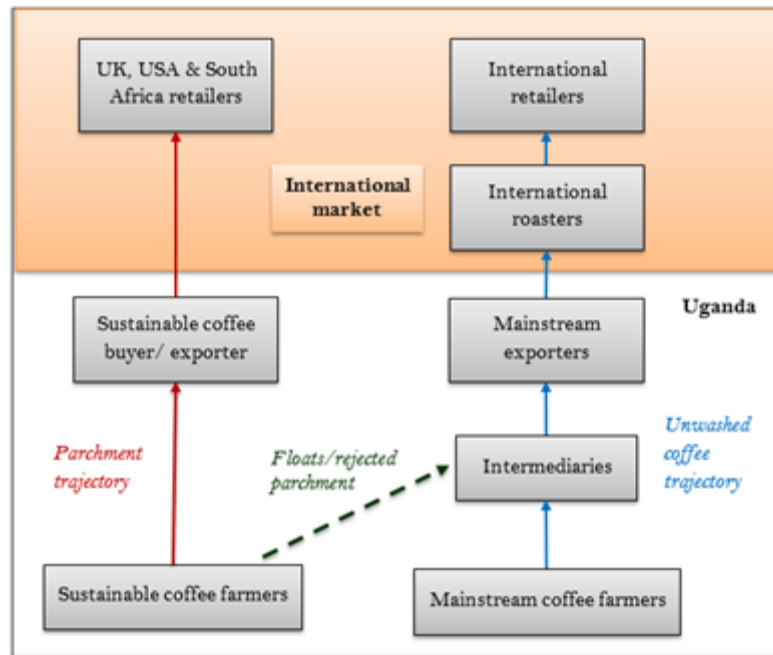 UK, USA & South
Africa retailers
International
retailers
International
market
International
roasters
Uganda
Sustainable coffee
buyer/ exporter
Mainstream
exporters
Parchment
trajectory
Floats/rejected
parchment
Intermediaries
Unwashed
coffee
trajectory
Sustainable coffee farmers
Mainstream coffee farmers